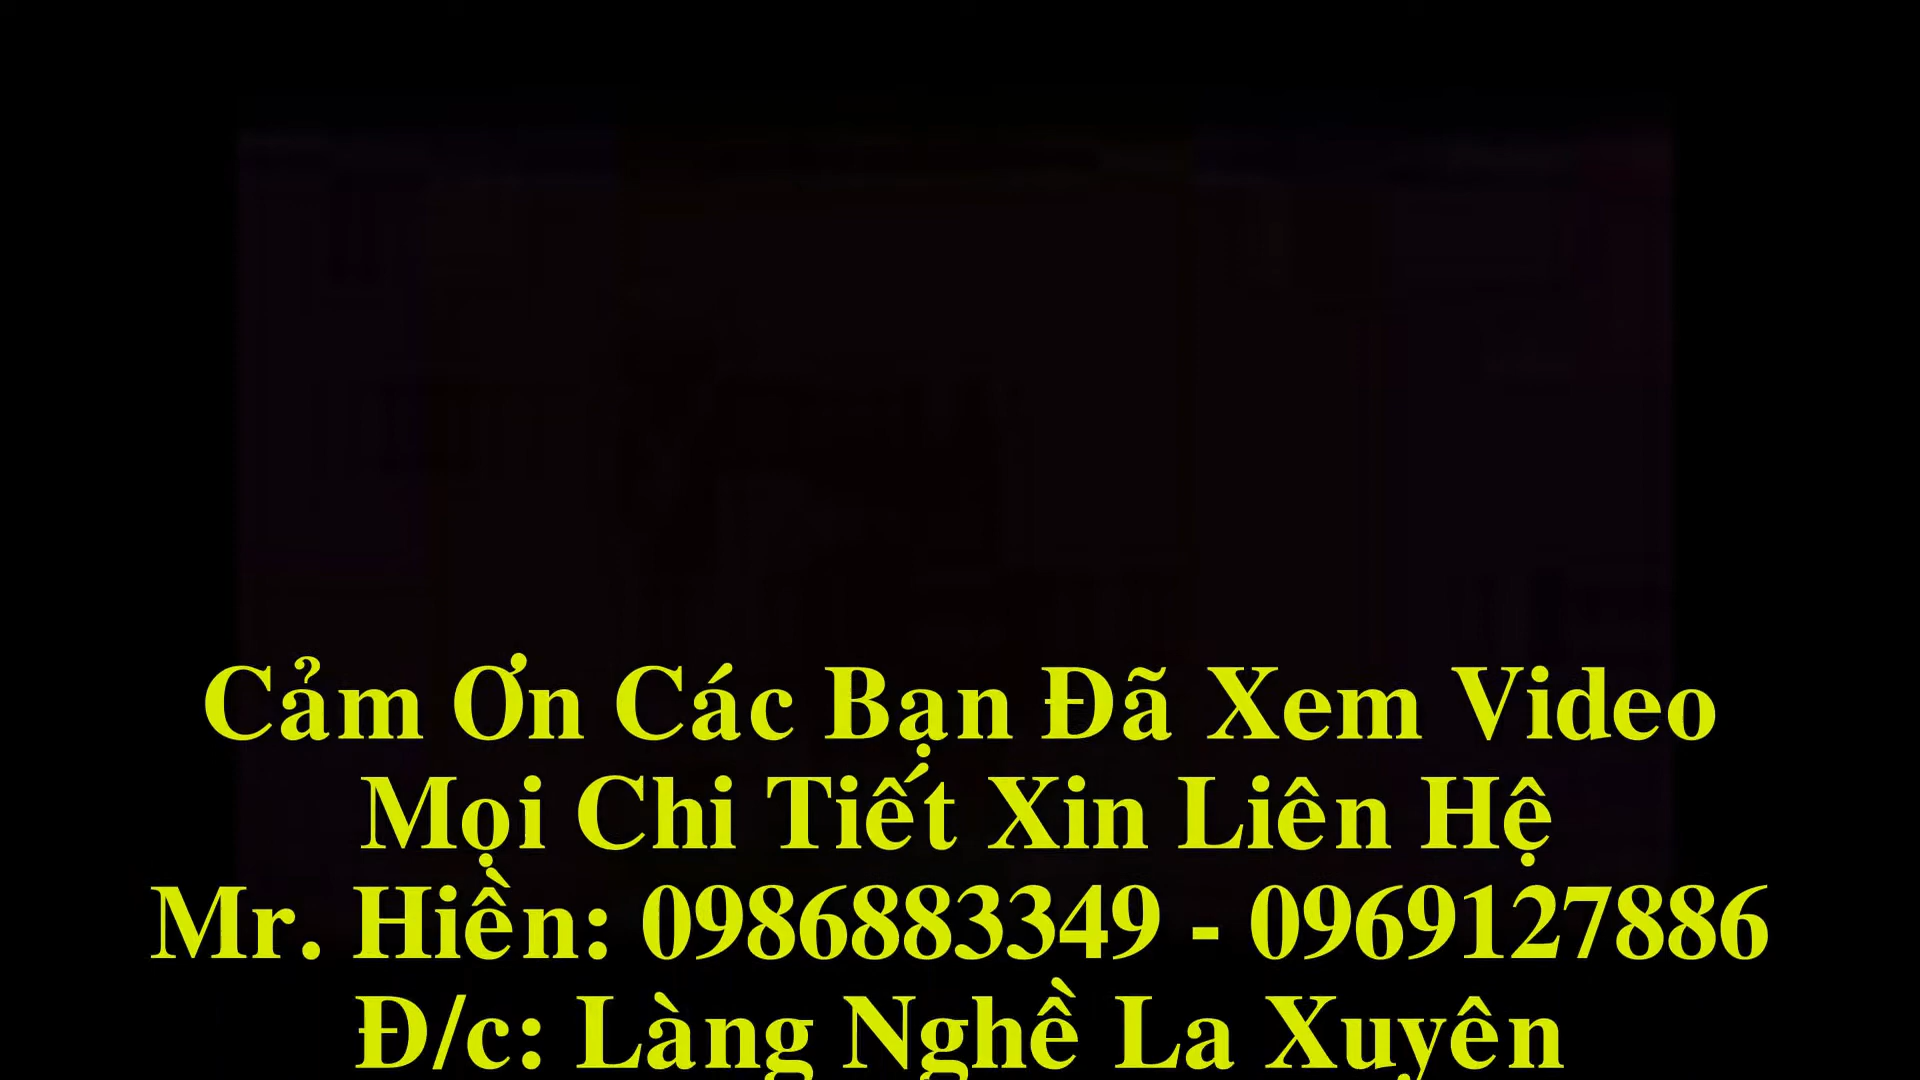 Cảm Ơn Các Bạn Đã Xem Video
Mọi Chi Tiết Xin Liên Hệ
Mr. Hiền: 0986883349 - 0969127886
Đ/c: Làng Nghề La Xuyên